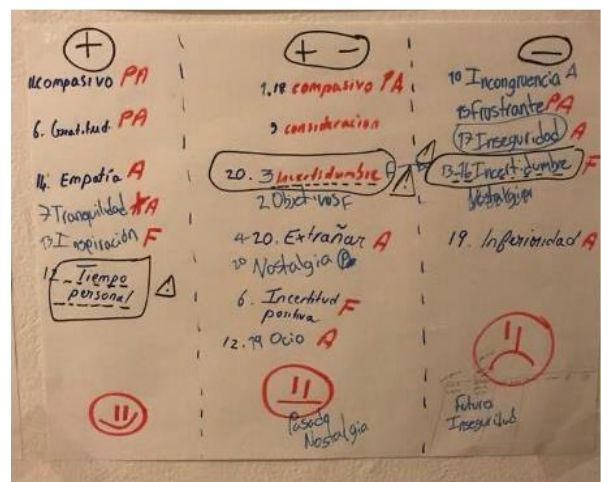 +
11. compasivo PA
6. Gratitud. PA
14. Empatía A
7 Tranquilidad A
13. Inspiración F
12. Tiempo
personal
+ -
1.18 compasivo PA
9 consideración
20. 3 Incertidumbre A
2 Objetivos F
4-20. Extrañar A
20 Nostalgia P
6. Incertitud F
positiva
12.19 Ocio A
Pasado
Nostalgia
-
10 Incongruencia A
15 Frustrante PA
17 Inseguridad A
13-16 Incertidumbre F
Nostalgia
19. Inferioridad A
Futuro
Inseguridad